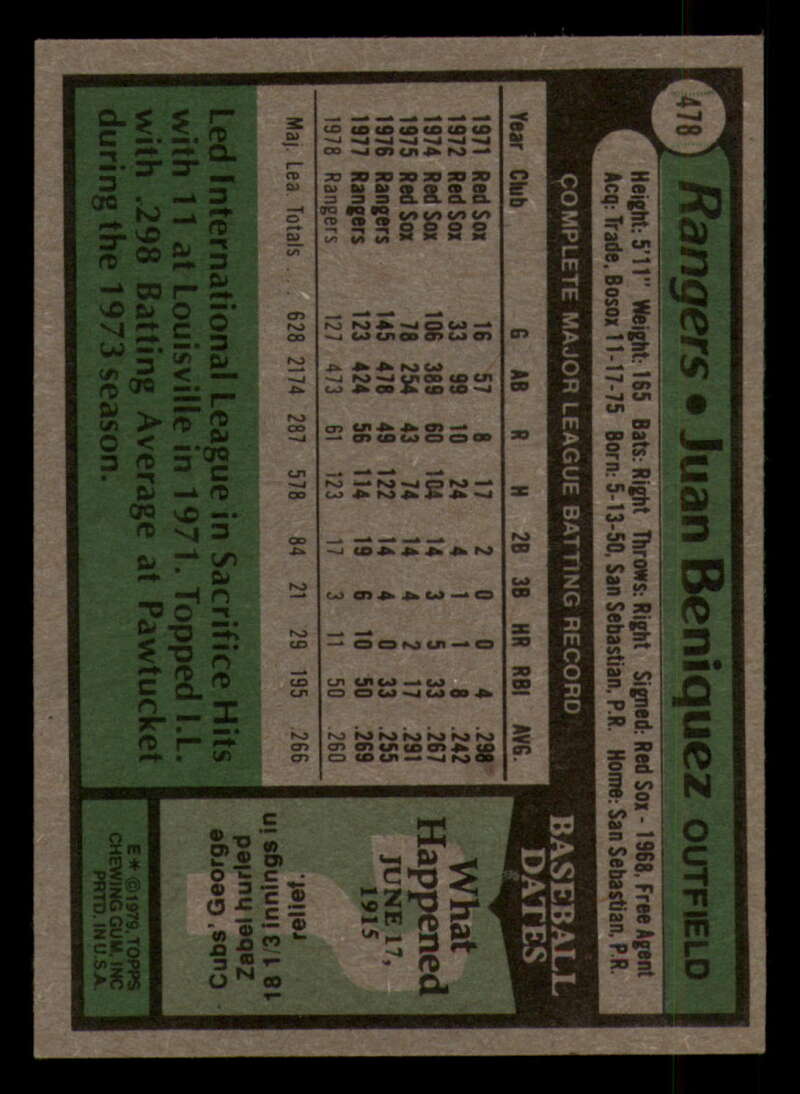 478
Rangers • Juan Beniquez OUTFIELD
Height: 5'11" Weight: 165 Bats: Right Throws: Right Signed: Red Sox - 1968, Free Agent
Acq: Trade, Bosox 11-17-75 Born: 5-13-50, San Sebastian, P.R. Home: San Sebastian, P.R.
COMPLETE MAJOR LEAGUE BATTING RECORD
Year Club G AB R H 2B 3B HR RBI AVG.
1971 Red Sox 16 57 8 17 2 0 0 4 .298
1972 Red Sox 33 99 10 24 4 1 1 8 .242
1974 Red Sox 106 389 60 104 14 3 5 33 .267
1975 Red Sox 78 254 43 74 14 4 2 17 .291
1976 Rangers 145 478 49 122 14 4 0 33 .255
1977 Rangers 123 424 56 114 19 6 10 50 .269
1978 Rangers 127 473 61 123 17 3 11 50 .260
Maj. Lea. Totals . . . 628 2174 287 578 84 21 29 195 .266
Led International League in Sacrifice Hits
with 11 at Louisville in 1971. Topped I.L.
with .298 Batting Average at Pawtucket
during the 1973 season.
BASEBALL
DATES
What
Happened
JUNE 17,
1915
Cubs' George
Zabel hurled
18 1/3 innings in
relief.
E* © 1979, TOPPS
CHEWING GUM, INC
PRTD. IN U.S.A.